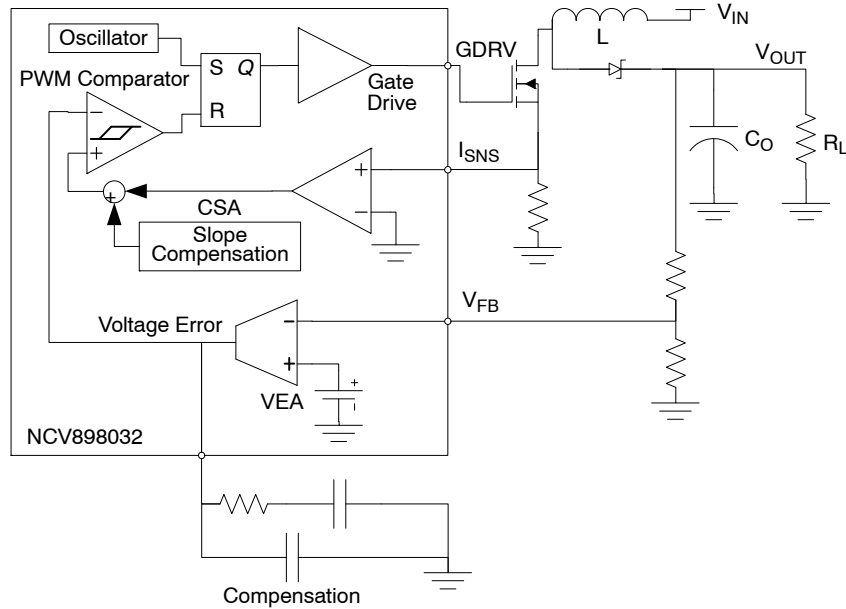 Oscillator
PWM Comparator
S Q
R
Gate
Drive
GDRV
L
VIN
VOUT
CO
RL
ISNS
− +
+ −
+
CSA
Slope
Compensation
Voltage Error
VFB
−
+
VEA
+
−
NCV898032
Compensation